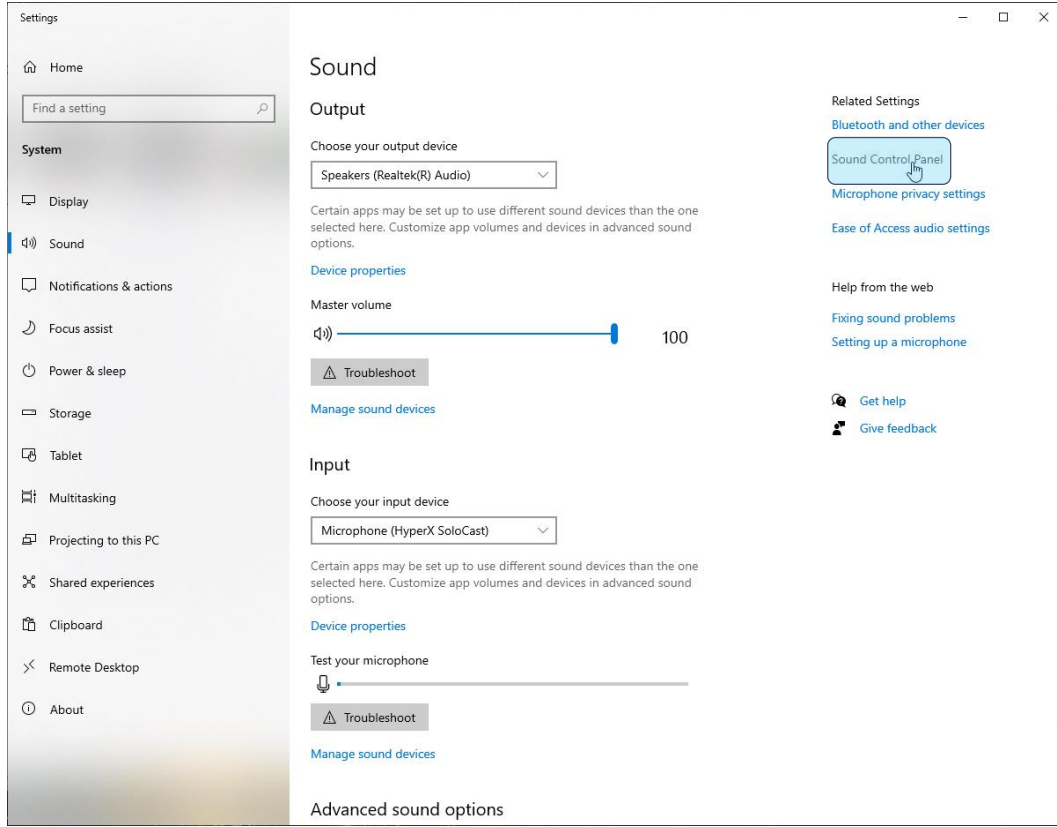 Settings
Home
Find a setting
System
Display
Sound
Notifications & actions
Focus assist
Power & sleep
Storage
Tablet
Multitasking
Projecting to this PC
Shared experiences
Clipboard
Remote Desktop
About
Sound
Output
Choose your output device
Speakers (Realtek(R) Audio)
Certain apps may be set up to use different sound devices than the one
selected here. Customize app volumes and devices in advanced sound
options.
Device properties
Master volume
100
Troubleshoot
Manage sound devices
Input
Choose your input device
Microphone (HyperX SoloCast)
Certain apps may be set up to use different sound devices than the one
selected here. Customize app volumes and devices in advanced sound
options.
Device properties
Test your microphone
Troubleshoot
Manage sound devices
Advanced sound options
Related Settings
Bluetooth and other devices
Sound Control Panel
Microphone privacy settings
Ease of Access audio settings
Help from the web
Fixing sound problems
Setting up a microphone
Get help
Give feedback